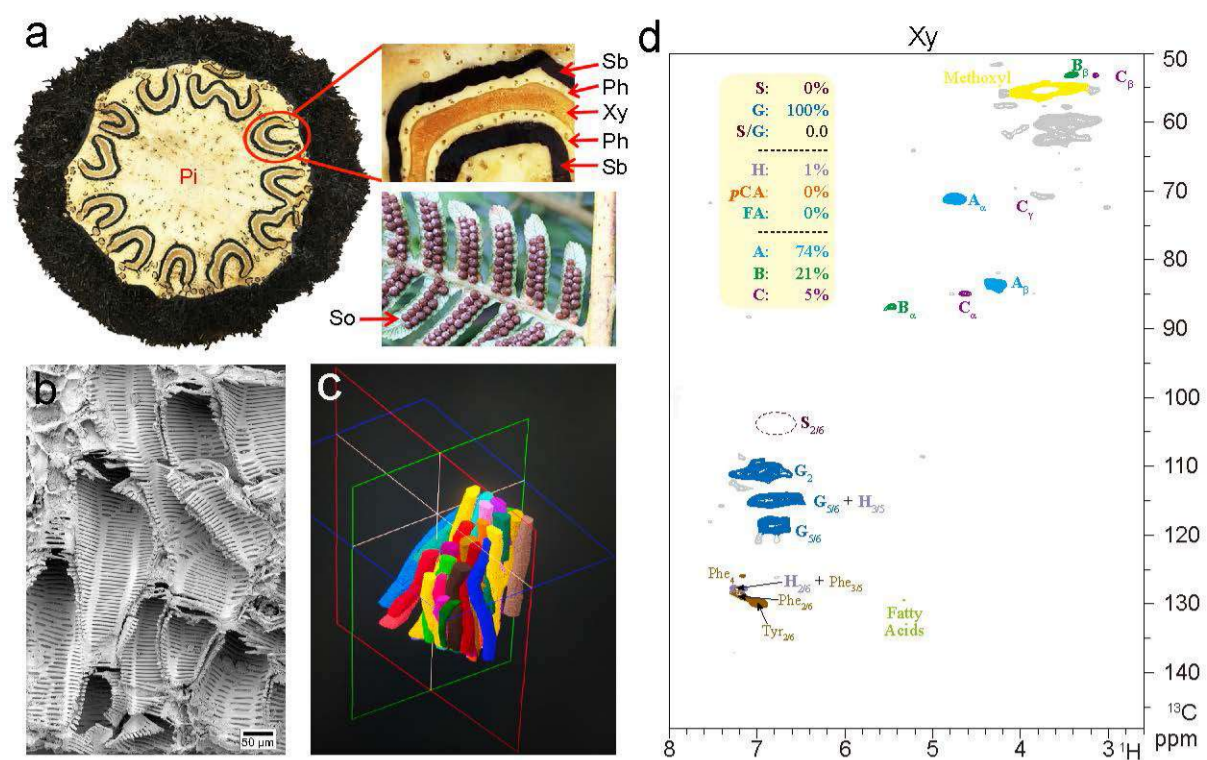 a
Pi
Sb
Ph
Xy
Ph
Sb
So
b
50 µm
c
d
Xy
S: 0%
G: 100%
S/G: 0.0
----------
H: 1%
pCA: 0%
FA: 0%
----------
A: 74%
B: 21%
C: 5%
Methoxyl
Bβ
Cβ
Aα
Cγ
Aβ
Bα
Cα
S2/6
G2
G5/6 + H3/5
G5/6
Phe4
H2/6 + Phe3/5
Phe2/6
Tyr2/6
Fatty
Acids
50
60
70
80
90
100
110
120
130
140
13C
ppm
8 7 6 5 4 3 1H